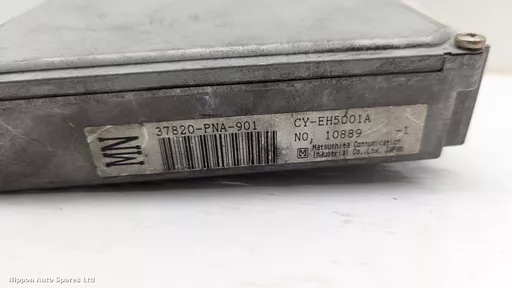 MN
37820-PNA-901
CY-EH5001A
NO, 10889 -1
M Matsushita Communication
Industrial Co., Ltd. Japan
Nippon Auto Spares Ltd